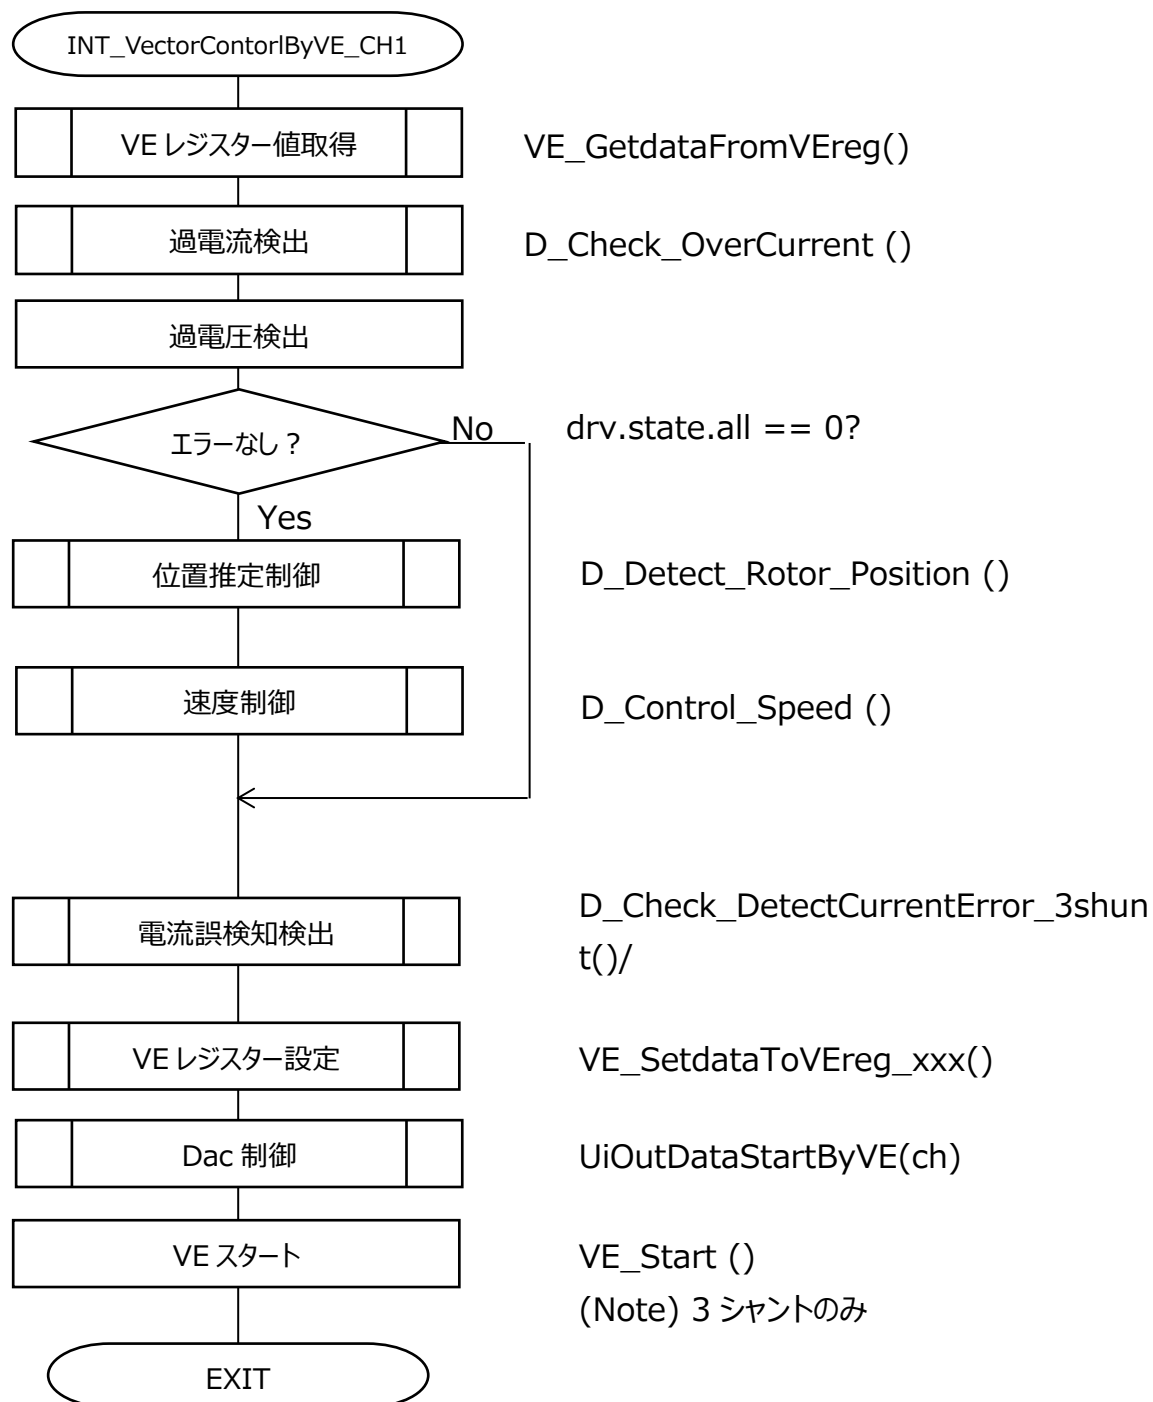 INT_VectorContorlByVE_CH1
VE レジスター値取得
VE_GetdataFromVEreg()
過電流検出
D_Check_OverCurrent ()
過電圧検出
エラーなし？
No
drv.state.all == 0?
Yes
位置推定制御
D_Detect_Rotor_Position ()
速度制御
D_Control_Speed ()
電流誤検知検出
D_Check_DetectCurrentError_3shun
t()/
VE レジスター設定
VE_SetdataToVEreg_xxx()
Dac 制御
UiOutDataStartByVE(ch)
VE スタート
VE_Start ()
(Note) 3 シャントのみ
EXIT